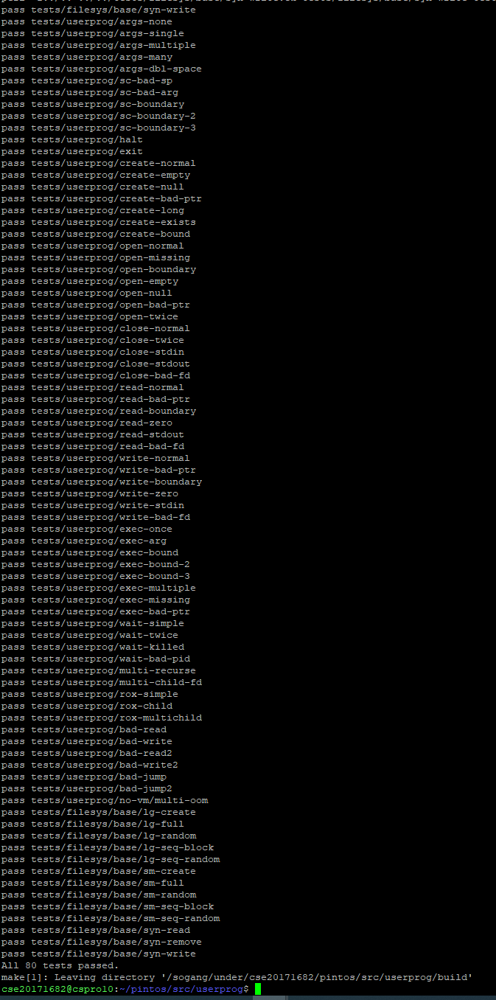 pass tests/filesys/base/syn-write
pass tests/userprog/args-none
pass tests/userprog/args-single
pass tests/userprog/args-multiple
pass tests/userprog/args-many
pass tests/userprog/args-dbl-space
pass tests/userprog/sc-bad-sp
pass tests/userprog/sc-bad-arg
pass tests/userprog/sc-boundary
pass tests/userprog/sc-boundary-2
pass tests/userprog/sc-boundary-3
pass tests/userprog/halt
pass tests/userprog/exit
pass tests/userprog/create-normal
pass tests/userprog/create-empty
pass tests/userprog/create-null
pass tests/userprog/create-bad-ptr
pass tests/userprog/create-long
pass tests/userprog/create-exists
pass tests/userprog/create-bound
pass tests/userprog/open-normal
pass tests/userprog/open-missing
pass tests/userprog/open-boundary
pass tests/userprog/open-empty
pass tests/userprog/open-null
pass tests/userprog/open-bad-ptr
pass tests/userprog/open-twice
pass tests/userprog/close-normal
pass tests/userprog/close-twice
pass tests/userprog/close-stdin
pass tests/userprog/close-stdout
pass tests/userprog/close-bad-fd
pass tests/userprog/read-normal
pass tests/userprog/read-bad-ptr
pass tests/userprog/read-boundary
pass tests/userprog/read-zero
pass tests/userprog/read-stdout
pass tests/userprog/read-bad-fd
pass tests/userprog/write-normal
pass tests/userprog/write-bad-ptr
pass tests/userprog/write-boundary
pass tests/userprog/write-zero
pass tests/userprog/write-stdin
pass tests/userprog/write-bad-fd
pass tests/userprog/exec-once
pass tests/userprog/exec-arg
pass tests/userprog/exec-bound
pass tests/userprog/exec-bound-2
pass tests/userprog/exec-bound-3
pass tests/userprog/exec-multiple
pass tests/userprog/exec-missing
pass tests/userprog/exec-bad-ptr
pass tests/userprog/wait-simple
pass tests/userprog/wait-twice
pass tests/userprog/wait-killed
pass tests/userprog/wait-bad-pid
pass tests/userprog/multi-recurse
pass tests/userprog/multi-child-fd
pass tests/userprog/rox-simple
pass tests/userprog/rox-child
pass tests/userprog/rox-multichild
pass tests/userprog/bad-read
pass tests/userprog/bad-write
pass tests/userprog/bad-read2
pass tests/userprog/bad-write2
pass tests/userprog/bad-jump
pass tests/userprog/bad-jump2
pass tests/userprog/no-vm/multi-oom
pass tests/filesys/base/lg-create
pass tests/filesys/base/lg-full
pass tests/filesys/base/lg-random
pass tests/filesys/base/lg-seq-block
pass tests/filesys/base/lg-seq-random
pass tests/filesys/base/sm-create
pass tests/filesys/base/sm-full
pass tests/filesys/base/sm-random
pass tests/filesys/base/sm-seq-block
pass tests/filesys/base/sm-seq-random
pass tests/filesys/base/syn-read
pass tests/filesys/base/syn-remove
pass tests/filesys/base/syn-write
All 80 tests passed.
make[1]: Leaving directory '/sogang/under/cse20171682/pintos/src/userprog/build'
cse20171682@cspro10:~/pintos/src/userprog$